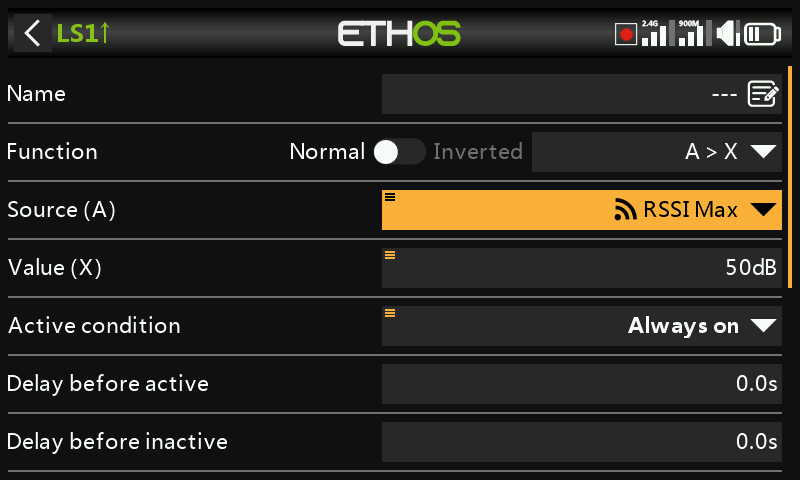 LS1↑ ETHOS 2.4G 900M
Name ---
Function Normal Inverted A > X
Source (A) RSSI Max
Value (X) 50dB
Active condition Always on
Delay before active 0.0s
Delay before inactive 0.0s